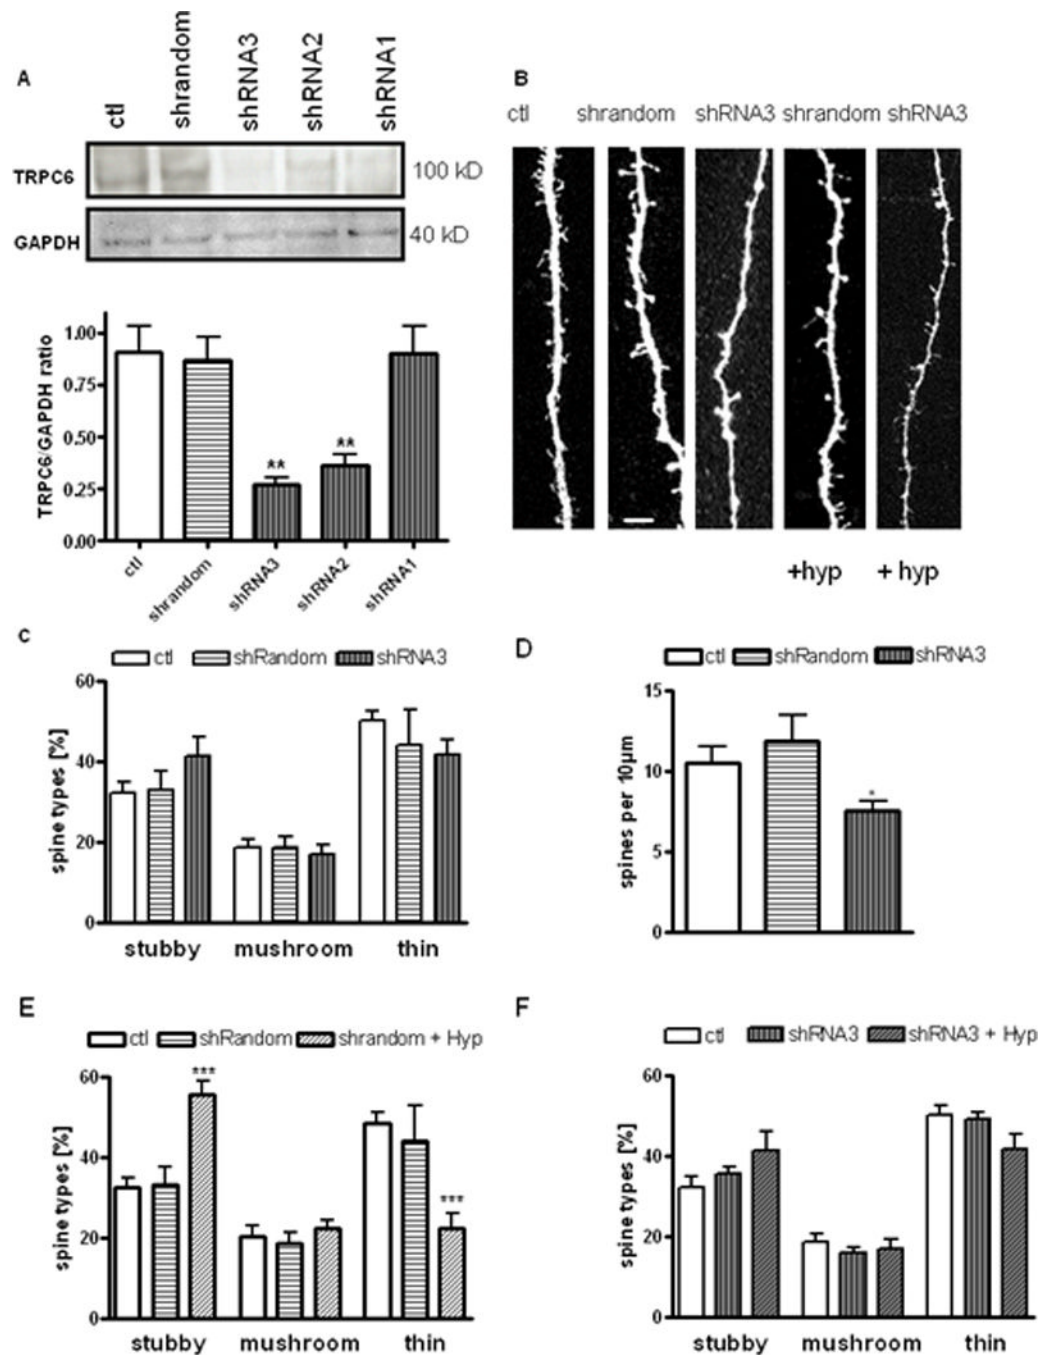 A
ctl
shrandom
shRNA3
shRNA2
shRNA1
TRPC6
100 kD
GAPDH
40 kD
TRPC6/GAPDH ratio
1.00
0.75
0.50
0.25
0.00
**
**
ctl
shrandom
shRNA3
shRNA2
shRNA1
B
ctl shrandom shRNA3 shrandom shRNA3
+hyp + hyp
C
ctl shRandom shRNA3
spine types [%]
60
40
20
0
stubby mushroom thin
D
ctl shRandom shRNA3
spines per 10µm
15
10
5
0
*
E
ctl shRandom shrandom + Hyp
spine types [%]
60
40
20
0
***
***
stubby mushroom thin
F
ctl shRNA3 shRNA3 + Hyp
spine types [%]
60
40
20
0
stubby mushroom thin